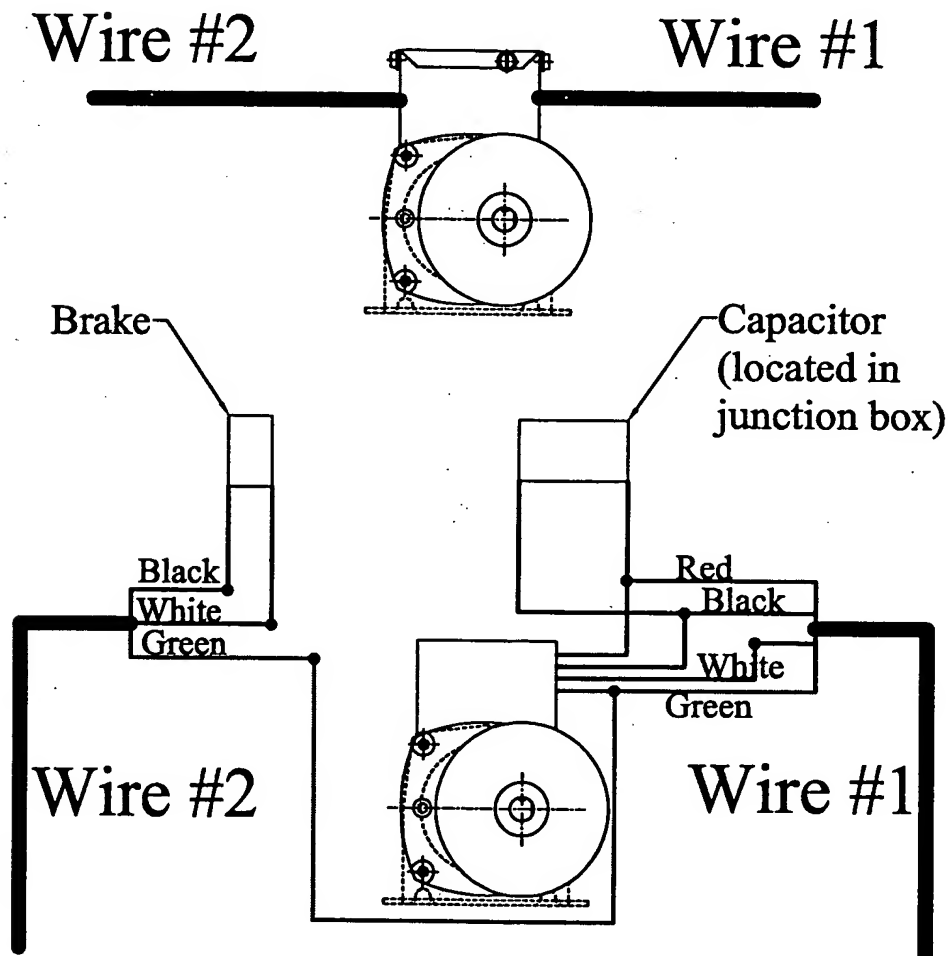 Wire #2
Wire #1
Brake
Capacitor
(located in
junction box)
Black
White
Green
Red
Black
White
Green
Wire #2
Wire #1